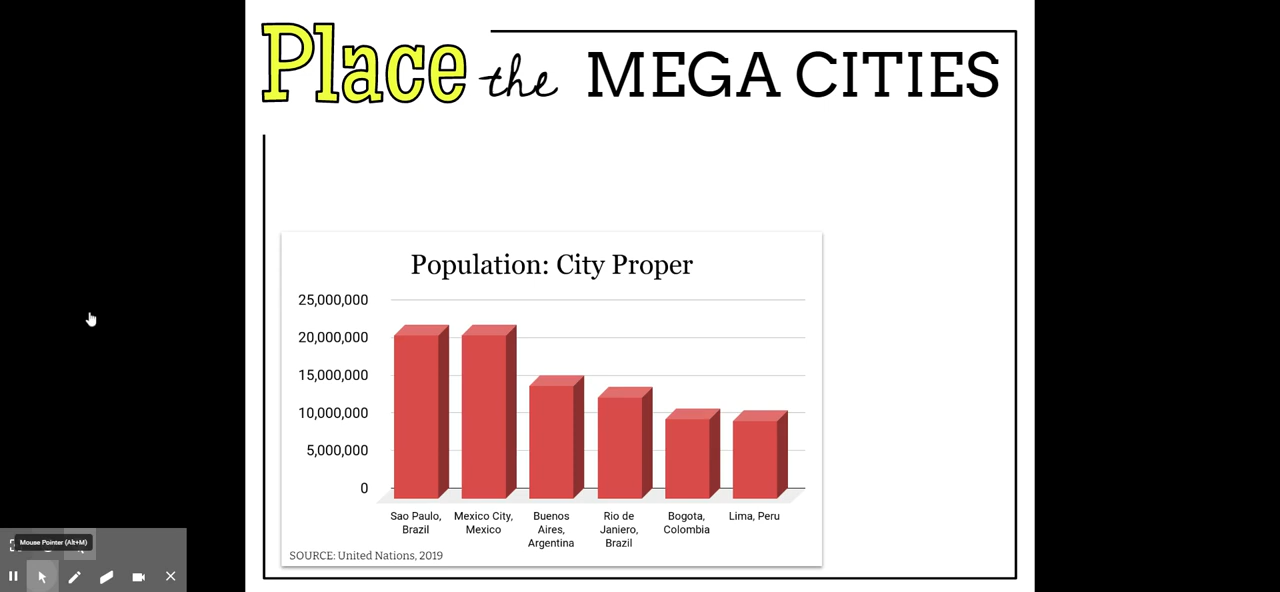 Place the MEGA CITIES
Population: City Proper
25,000,000
20,000,000
15,000,000
10,000,000
5,000,000
0
Sao Paulo,
Brazil
Mexico City,
Mexico
Buenos
Aires,
Argentina
Rio de
Janiero,
Brazil
Bogota,
Colombia
Lima, Peru
SOURCE: United Nations, 2019
Mouse Pointer (Alt+M)